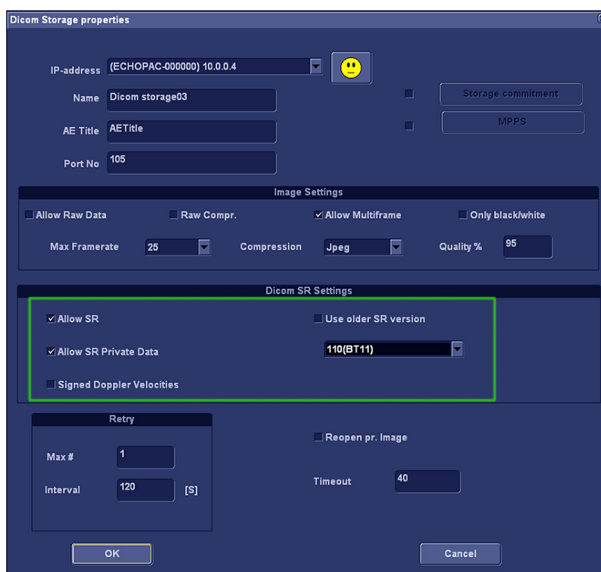 Dicom Storage properties
IP-address (ECHOPAC-000000) 10.0.0.4
Name Dicom storage03
Storage commitment
AE Title AETitle
MPPS
Port No 105
Image Settings
Allow Raw Data Raw Compr. Allow Multiframe Only black/white
Max Framerate 25 Compression Jpeg Quality % 95
Dicom SR Settings
Allow SR Use older SR version
Allow SR Private Data 110(BT11)
Signed Doppler Velocities
Retry
Reopen pr. Image
Max # 1
Timeout 40
Interval 120 [S]
OK Cancel